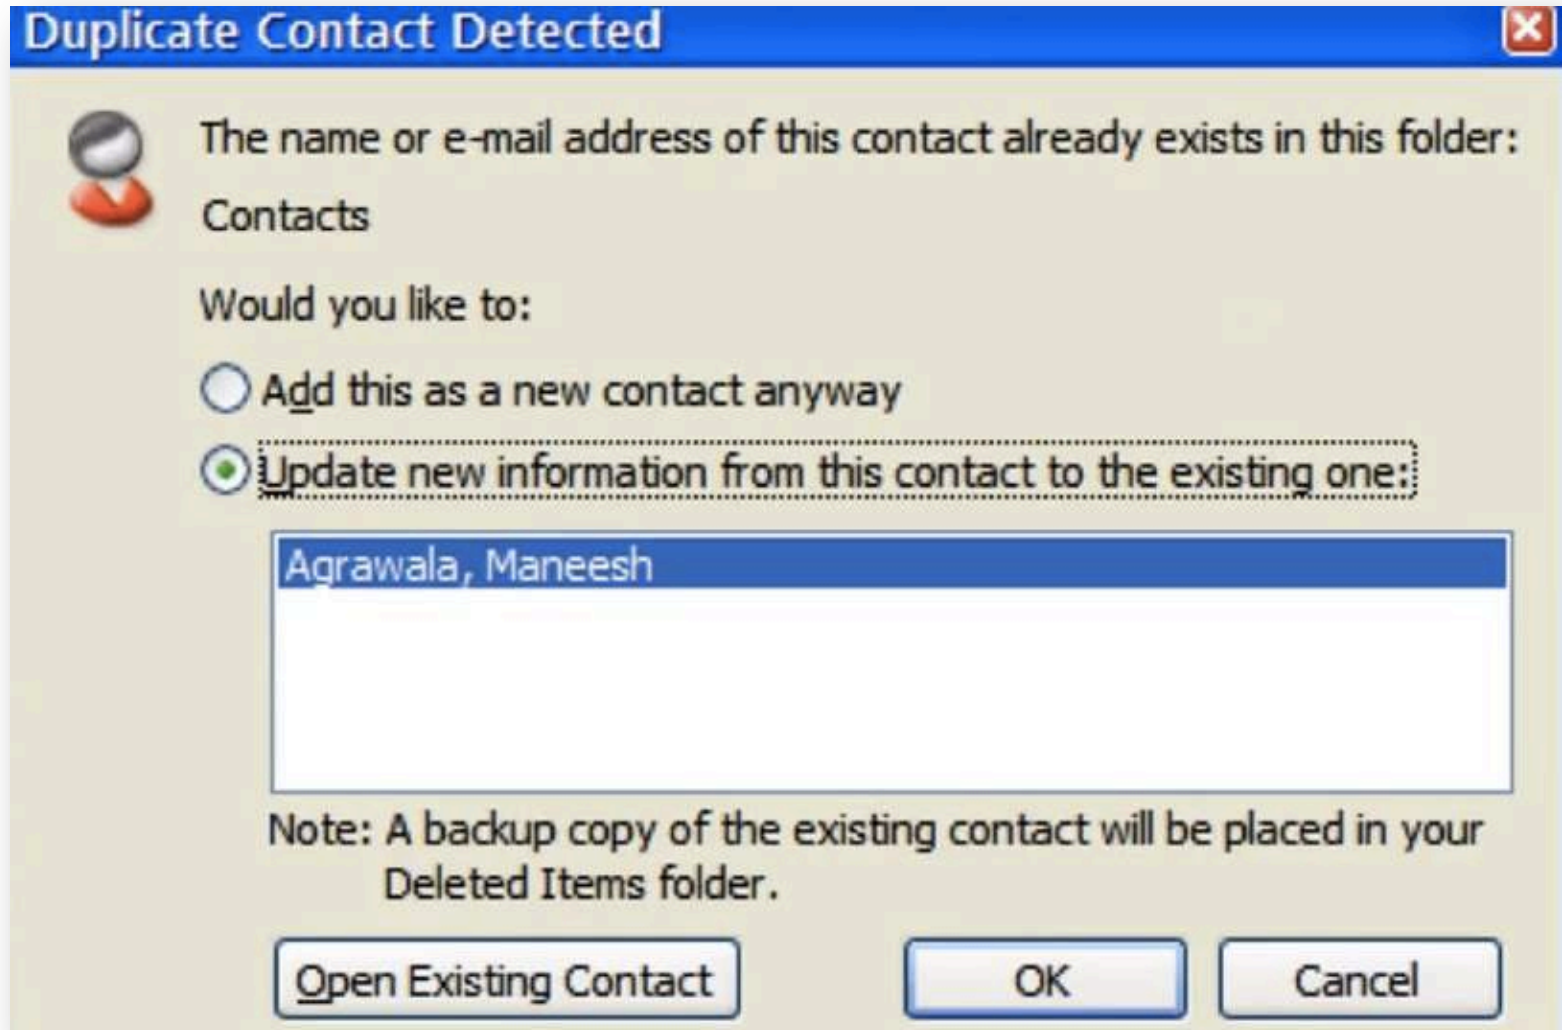 Duplicate Contact Detected
The name or e-mail address of this contact already exists in this folder:
Contacts
Would you like to:
Add this as a new contact anyway
Update new information from this contact to the existing one:
Agrawala, Maneesh
Note: A backup copy of the existing contact will be placed in your
Deleted Items folder.
Open Existing Contact OK Cancel